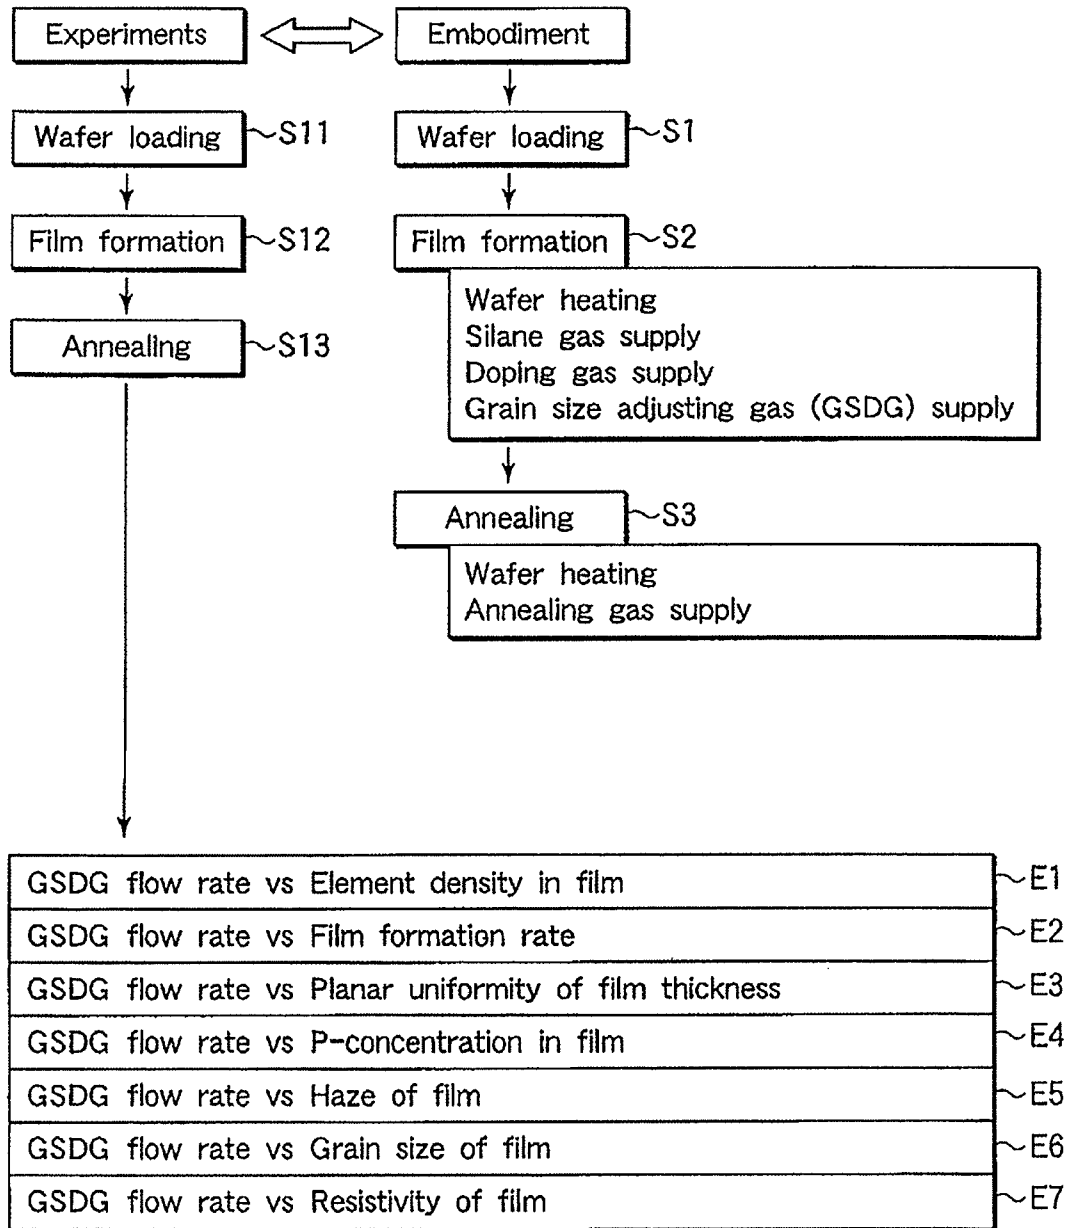 Experiments
Embodiment
Wafer loading
S11
Wafer loading
S1
Film formation
S12
Film formation
S2
Wafer heating
Silane gas supply
Doping gas supply
Grain size adjusting gas (GSDG) supply
Annealing
S13
Annealing
S3
Wafer heating
Annealing gas supply
GSDG flow rate vs Element density in film
E1
GSDG flow rate vs Film formation rate
E2
GSDG flow rate vs Planar uniformity of film thickness
E3
GSDG flow rate vs P-concentration in film
E4
GSDG flow rate vs Haze of film
E5
GSDG flow rate vs Grain size of film
E6
GSDG flow rate vs Resistivity of film
E7